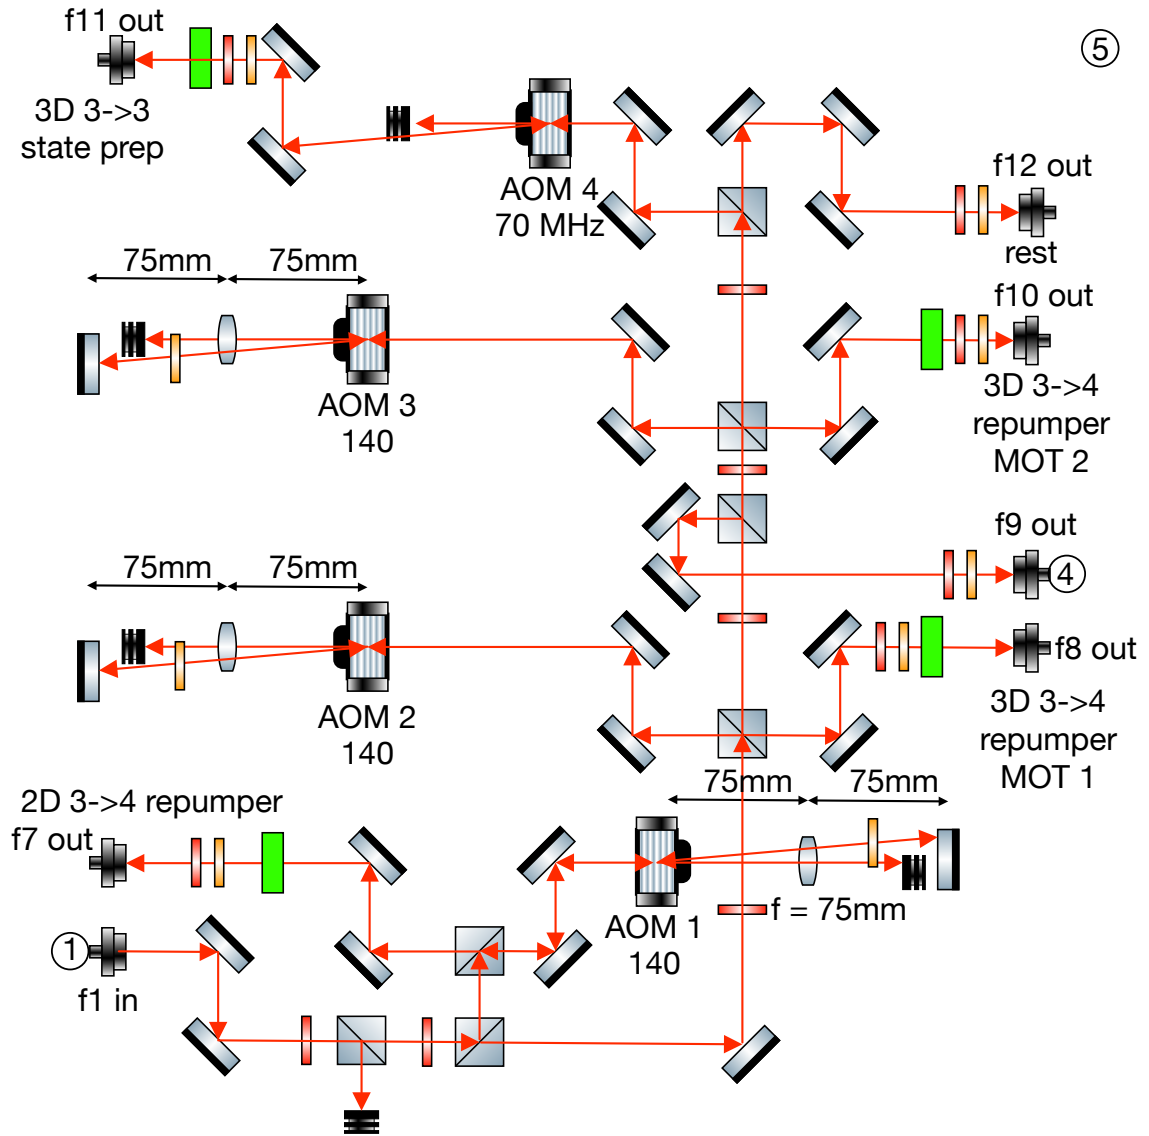 f11 out
⑤
3D 3->3
state prep
AOM 4
70 MHz
f12 out
rest
75mm
75mm
f10 out
AOM 3
140
3D 3->4
repumper
MOT 2
f9 out
④
75mm
75mm
f8 out
AOM 2
140
3D 3->4
repumper
MOT 1
75mm
75mm
2D 3->4 repumper
f7 out
f = 75mm
AOM 1
140
①
f1 in